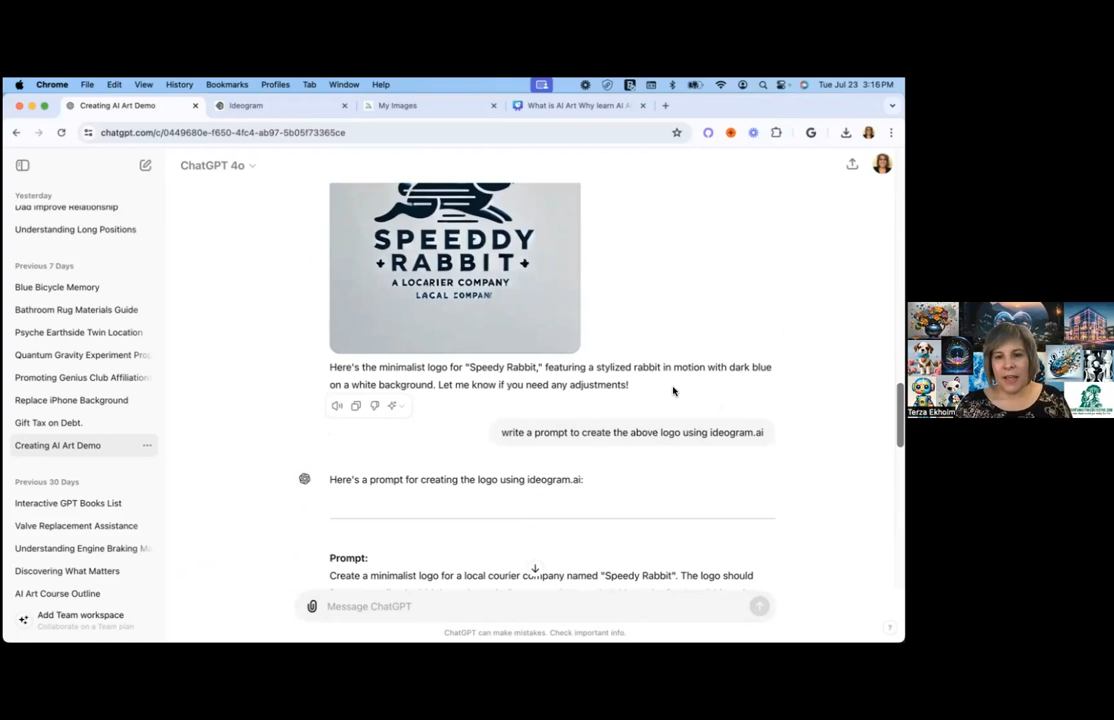 Chrome File Edit View History Bookmarks Profiles Tab Window Help Tue Jul 23 3:16 PM
Creating AI Art Demo Ideogram My Images What is AI Art Why learn AI A
chatgpt.com/c/0449680e-f650-4fc4-ab97-5b05f73365ce
ChatGPT 4o
Yesterday
Dad Improve Relationship
Understanding Long Positions
Previous 7 Days
Blue Bicycle Memory
Bathroom Rug Materials Guide
Psyche Earthside Twin Location
Quantum Gravity Experiment Pro
Promoting Genius Club Affiliation
Replace iPhone Background
Gift Tax on Debt.
Creating AI Art Demo
Previous 30 Days
Interactive GPT Books List
Valve Replacement Assistance
Understanding Engine Braking M
Discovering What Matters
AI Art Course Outline
Add Team workspace
Collaborate on a Team plan
SPEEDDY
RABBIT
A LOCARIER COMPANY
LACAL COMPANI
Here's the minimalist logo for "Speedy Rabbit," featuring a stylized rabbit in motion with dark blue
on a white background. Let me know if you need any adjustments!
write a prompt to create the above logo using ideogram.ai
Here's a prompt for creating the logo using ideogram.ai:
Prompt:
Create a minimalist logo for a local courier company named "Speedy Rabbit". The logo should
Message ChatGPT
ChatGPT can make mistakes. Check important info.
?
Terza Ekholm